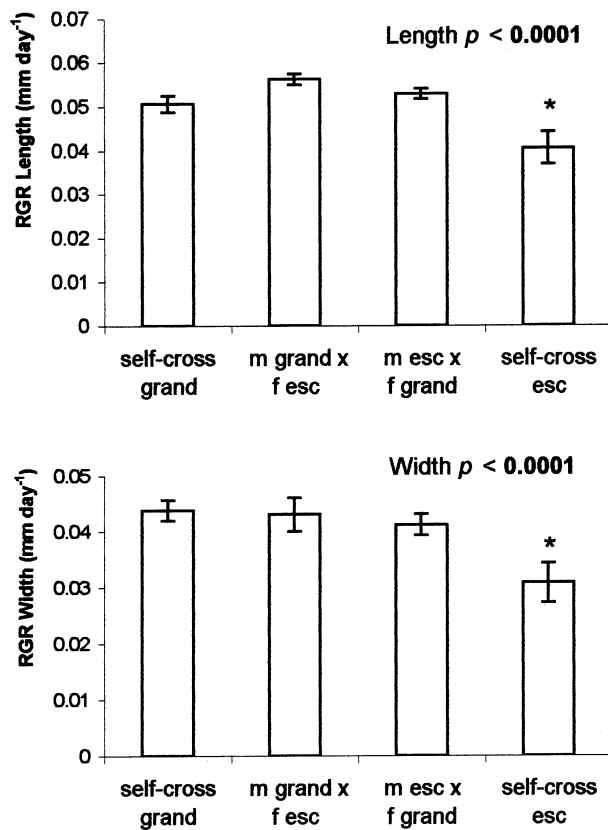 Length p < 0.0001
RGR Length (mm day-1)
0.07
0.06
0.05
0.04
0.03
0.02
0.01
0
*
self-cross grand
m grand x f esc
m esc x f grand
self-cross esc
Width p < 0.0001
RGR Width (mm day-1)
0.05
0.04
0.03
0.02
0.01
0
*
self-cross grand
m grand x f esc
m esc x f grand
self-cross esc